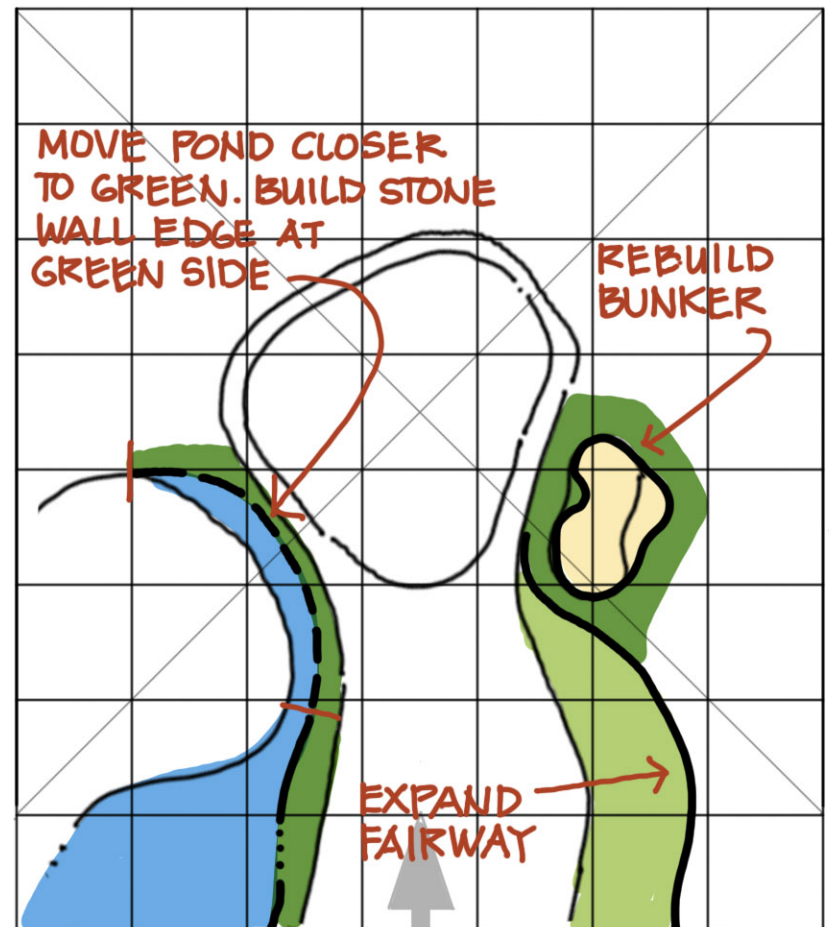 MOVE POND CLOSER
TO GREEN. BUILD STONE
WALL EDGE AT
GREEN SIDE
REBUILD
BUNKER
EXPAND
FAIRWAY